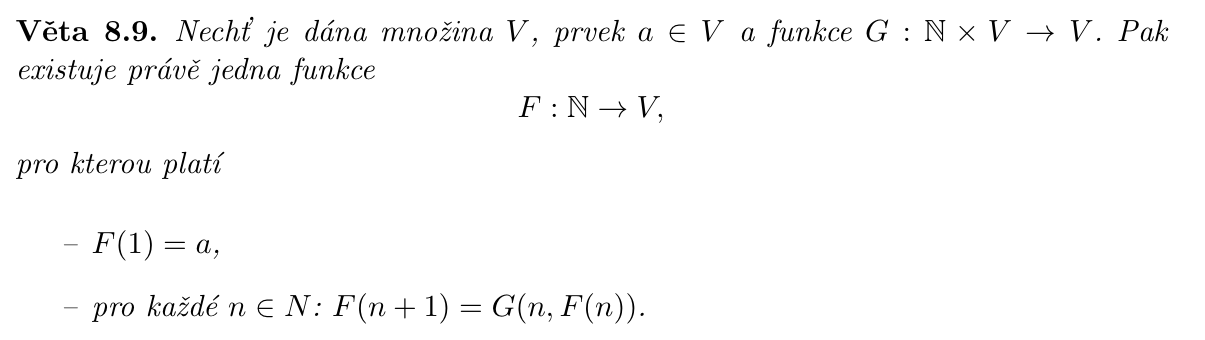 Věta 8.9. Nechť je dána množina V, prvek a ∈ V a funkce G : ℕ × V → V. Pak
existuje právě jedna funkce
F : ℕ → V,
pro kterou platí
– F(1) = a,
– pro každé n ∈ N: F(n + 1) = G(n, F(n)).